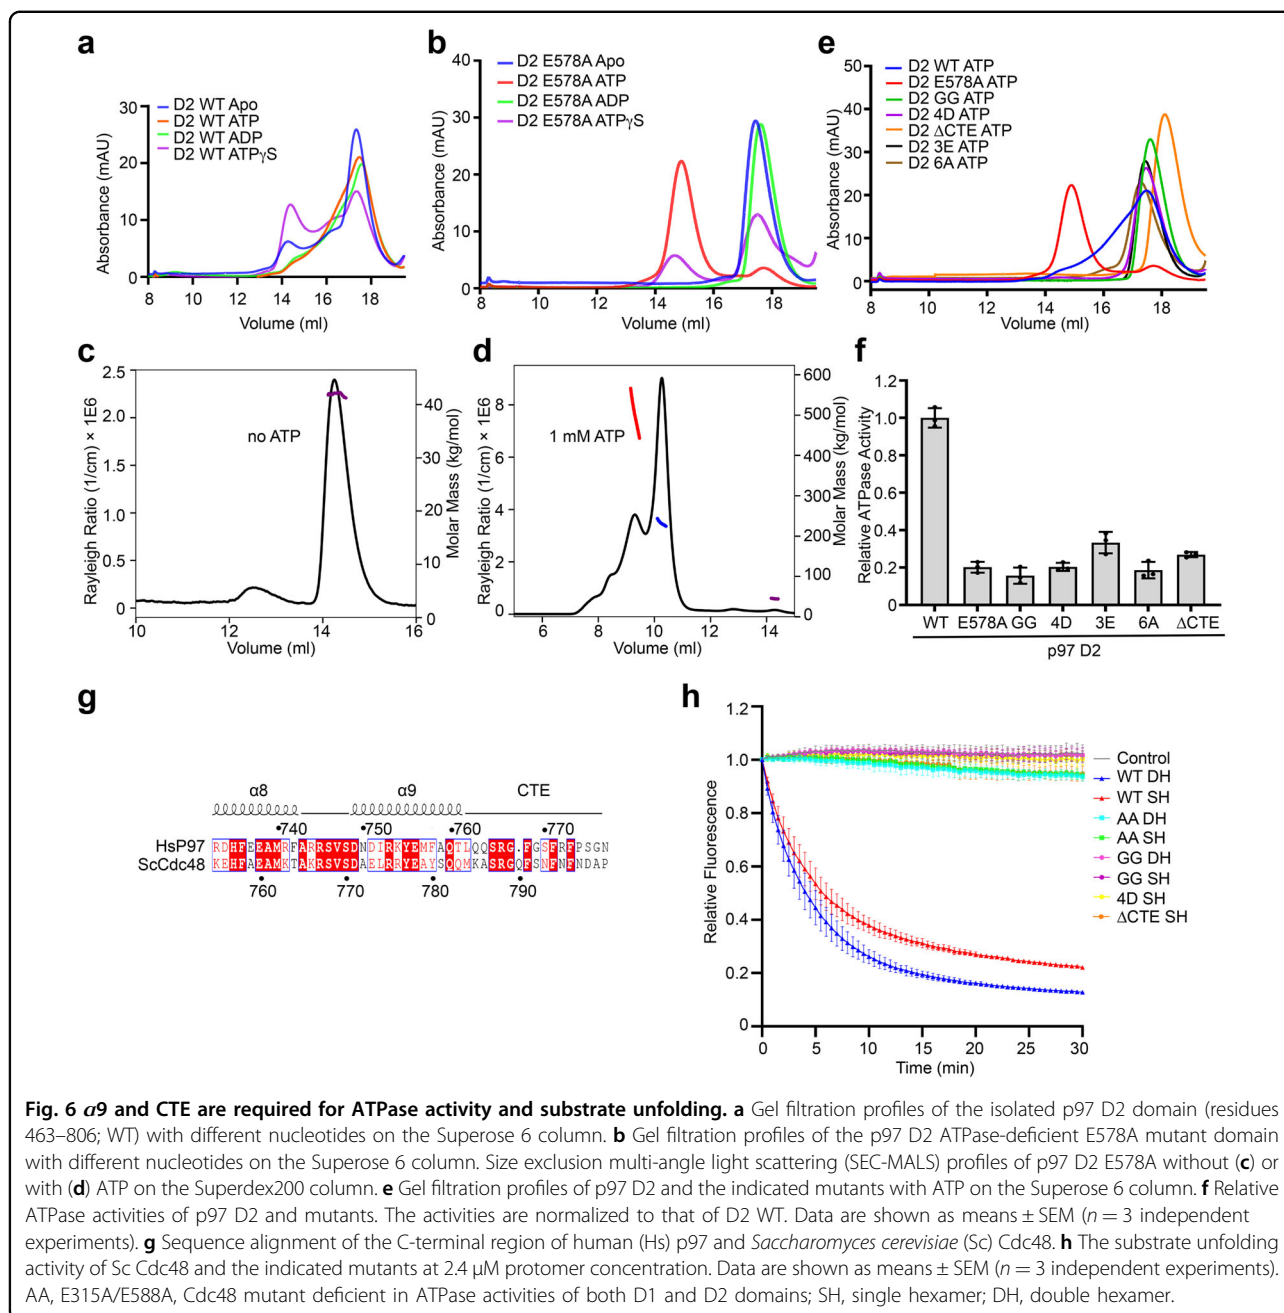 a
D2 WT Apo
D2 WT ATP
D2 WT ADP
D2 WT ATPγS
Absorbance (mAU)
30
20
10
0
8 10 12 14 16 18
Volume (ml)
b
D2 E578A Apo
D2 E578A ATP
D2 E578A ADP
D2 E578A ATPγS
Absorbance (mAU)
40
30
20
10
0
8 10 12 14 16 18
Volume (ml)
e
D2 WT ATP
D2 E578A ATP
D2 GG ATP
D2 4D ATP
D2 ΔCTE ATP
D2 3E ATP
D2 6A ATP
Absorbance (mAU)
50
40
30
20
10
0
8 10 12 14 16 18
Volume (ml)
c
no ATP
Rayleigh Ratio (1/cm) × 1E6
2.5
2.0
1.5
1.0
0.5
0
Molar Mass (kg/mol)
40
30
20
10
0
10 12 14 16
Volume (ml)
d
1 mM ATP
Rayleigh Ratio (1/cm) × 1E6
8
6
4
2
0
Molar Mass (kg/mol)
600
500
400
300
200
100
0
6 8 10 12 14
Volume (ml)
f
Relative ATPase Activity
1.2
1.0
0.8
0.6
0.4
0.2
0
WT E578A GG 4D 3E 6A ΔCTE
p97 D2
g
α8 α9 CTE
740 750 760 770
HsP97 RDHFEEAMRFARRSVSDNDIRKYEMFAQTLQQSRG.FGSFRFPSGN
ScCdc48 KEHFAEAMKTAKRSVSDAELRRYEAYSQQMKASRGQFSNFNFNDAP
760 770 780 790
h
Relative Fluorescence
1.2
1.0
0.8
0.6
0.4
0.2
0
0 5 10 15 20 25 30
Time (min)
Control
WT DH
WT SH
AA DH
AA SH
GG DH
GG SH
4D SH
ΔCTE SH
Fig. 6 α9 and CTE are required for ATPase activity and substrate unfolding. a Gel filtration profiles of the isolated p97 D2 domain (residues
463–806; WT) with different nucleotides on the Superose 6 column. b Gel filtration profiles of the p97 D2 ATPase-deficient E578A mutant domain
with different nucleotides on the Superose 6 column. Size exclusion multi-angle light scattering (SEC-MALS) profiles of p97 D2 E578A without (c) or
with (d) ATP on the Superdex200 column. e Gel filtration profiles of p97 D2 and the indicated mutants with ATP on the Superose 6 column. f Relative
ATPase activities of p97 D2 and mutants. The activities are normalized to that of D2 WT. Data are shown as means ± SEM (n = 3 independent
experiments). g Sequence alignment of the C-terminal region of human (Hs) p97 and Saccharomyces cerevisiae (Sc) Cdc48. h The substrate unfolding
activity of Sc Cdc48 and the indicated mutants at 2.4 μM protomer concentration. Data are shown as means ± SEM (n = 3 independent experiments).
AA, E315A/E588A, Cdc48 mutant deficient in ATPase activities of both D1 and D2 domains; SH, single hexamer; DH, double hexamer.